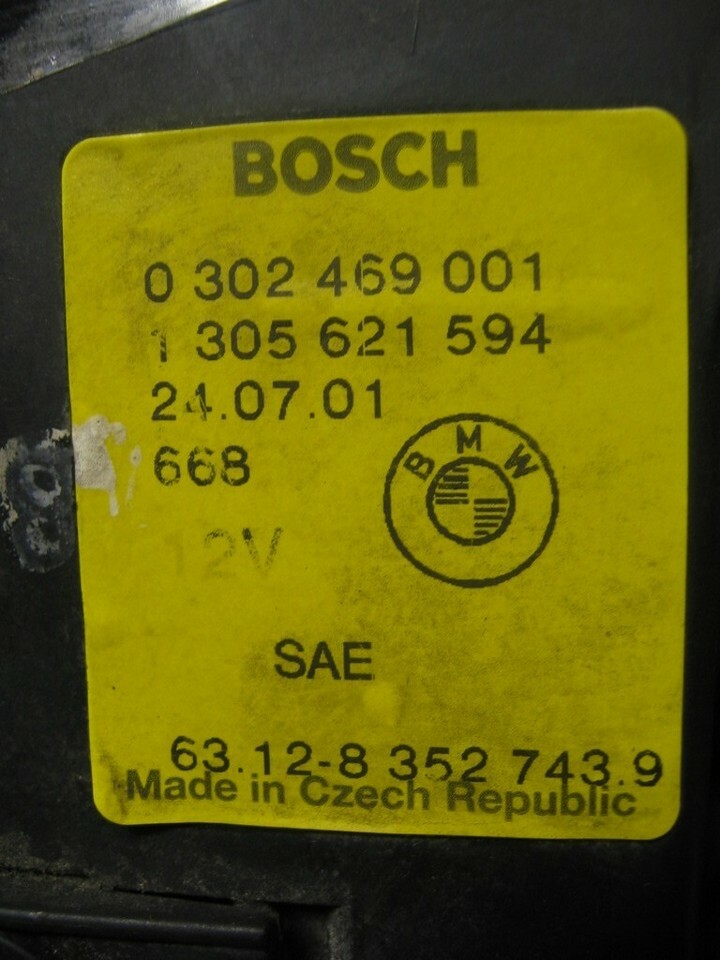 BOSCH
0 302 469 001
1 305 621 594
24.07.01
668
BMW
12V
SAE
63.12-8 352 743.9
Made in Czech Republic